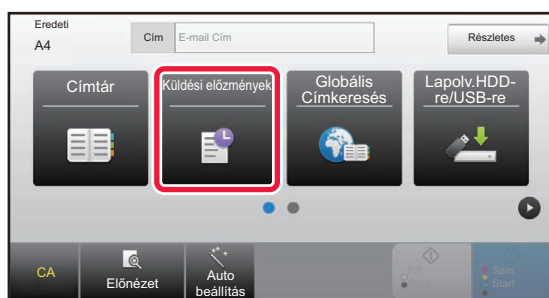 Eredeti
A4
Cím
E-mail Cím
Részletes
Címtár
Küldési előzmények
Globális
Címkeresés
Lapolv.HDD-
re/USB-re
CA
Előnézet
Auto
beállítás
Szín
Start